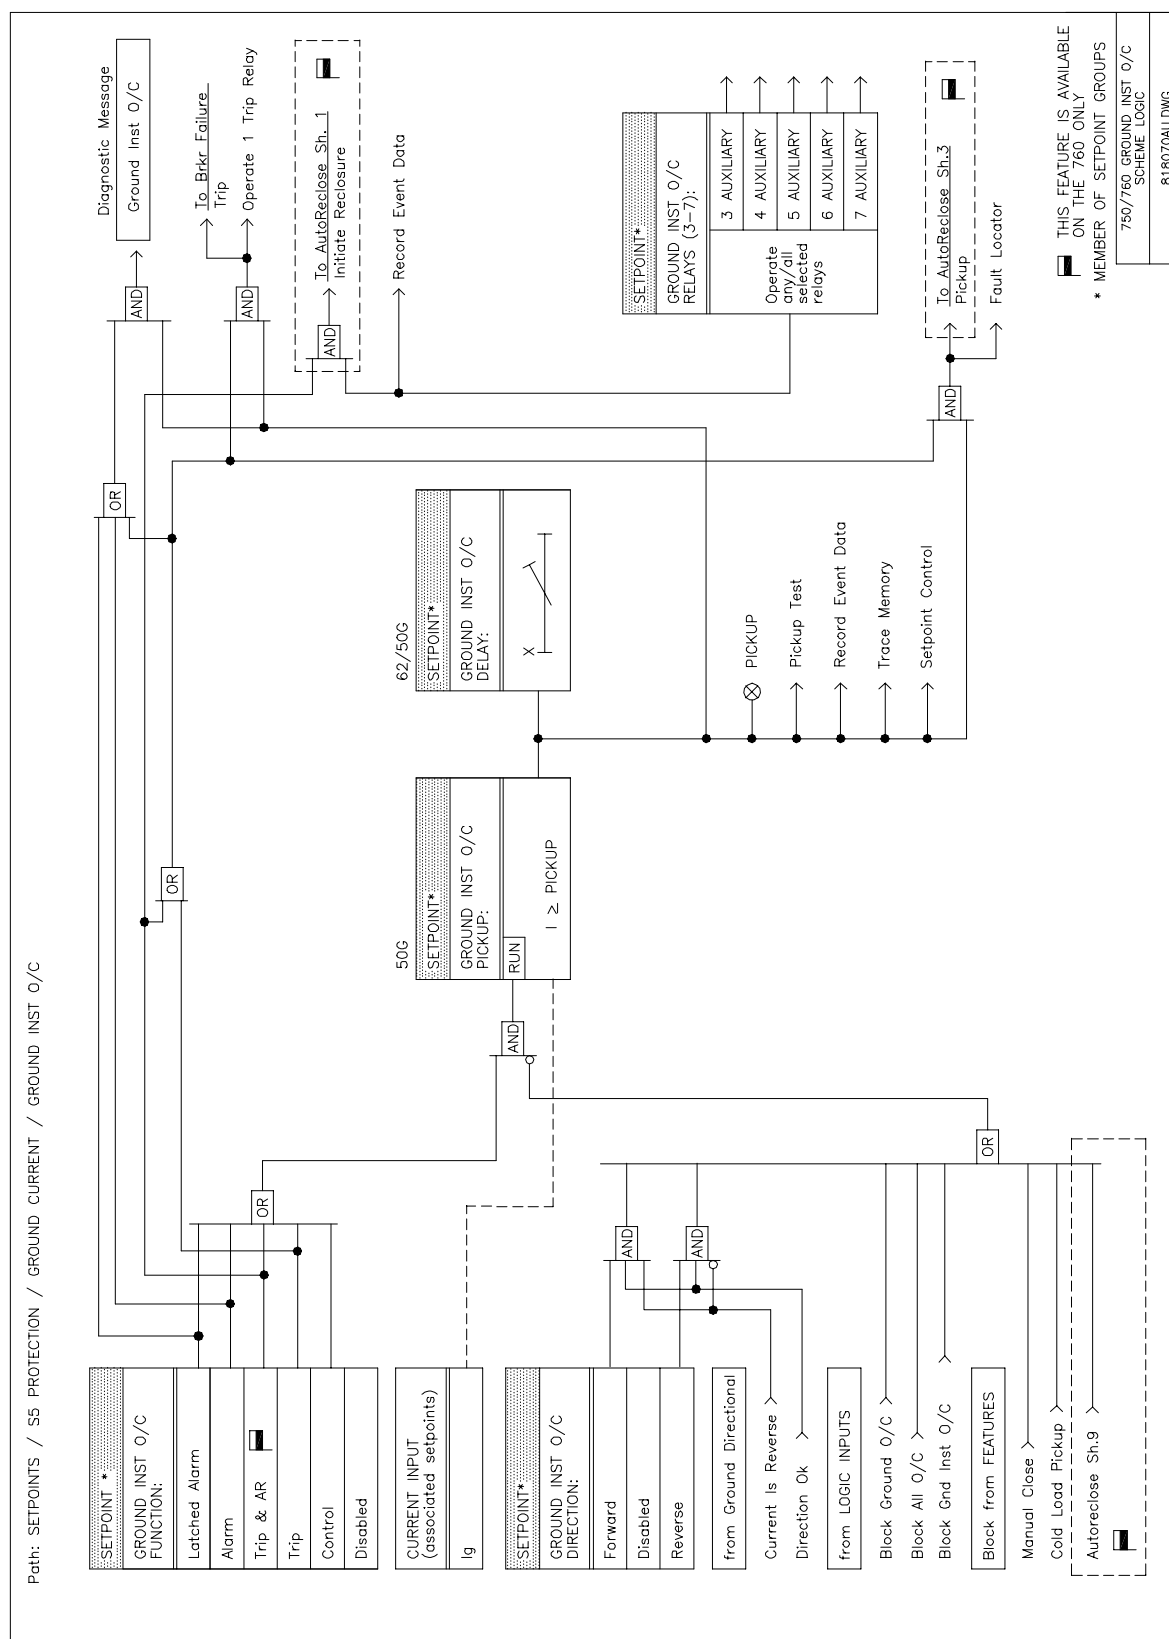 Path: SETPOINTS / S5 PROTECTION / GROUND CURRENT / GROUND INST O/C
SETPOINT *
GROUND INST O/C
FUNCTION:
Latched Alarm
Alarm
Trip & AR
Trip
Control
Disabled
OR
CURRENT INPUT
(associated setpoints)
Ig
SETPOINT*
GROUND INST O/C
DIRECTION:
Forward
Disabled
Reverse
AND
AND
from Ground Directional
Current Is Reverse
Direction Ok
from LOGIC INPUTS
Block Ground O/C
Block All O/C
Block Gnd Inst O/C
Block from FEATURES
Manual Close
Cold Load Pickup
Autoreclose Sh.9
OR
AND
50G
SETPOINT*
GROUND INST O/C
PICKUP:
RUN
I ≥ PICKUP
OR
OR
62/50G
SETPOINT*
GROUND INST O/C
DELAY:
X
PICKUP
Pickup Test
Record Event Data
Trace Memory
Setpoint Control
AND
Diagnostic Message
Ground Inst O/C
AND
To Brkr Failure
Trip
Operate 1 Trip Relay
AND
To AutoReclose Sh. 1
Initiate Reclosure
Record Event Data
SETPOINT*
GROUND INST O/C
RELAYS (3-7):
Operate
any/all
selected
relays
3 AUXILIARY
4 AUXILIARY
5 AUXILIARY
6 AUXILIARY
7 AUXILIARY
AND
To AutoReclose Sh.3
Pickup
Fault Locator
THIS FEATURE IS AVAILABLE
ON THE 760 ONLY
* MEMBER OF SETPOINT GROUPS
750/760 GROUND INST O/C
SCHEME LOGIC